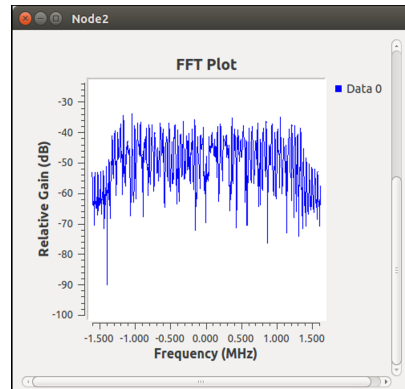 Node2
FFT Plot
Data 0
Relative Gain (dB)
-30
-40
-50
-60
-70
-80
-90
-100
-1.500 -1.000 -0.500 0.000 0.500 1.000 1.500
Frequency (MHz)